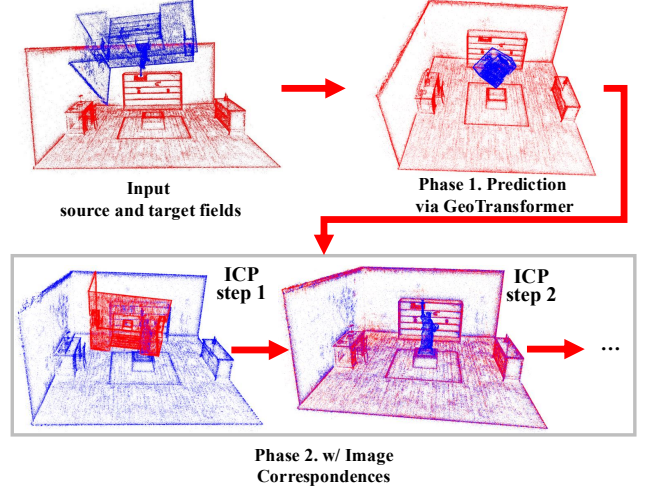 Input
source and target fields
Phase 1. Prediction
via GeoTransformer
ICP
step 1
ICP
step 2
...
Phase 2. w/ Image
Correspondences